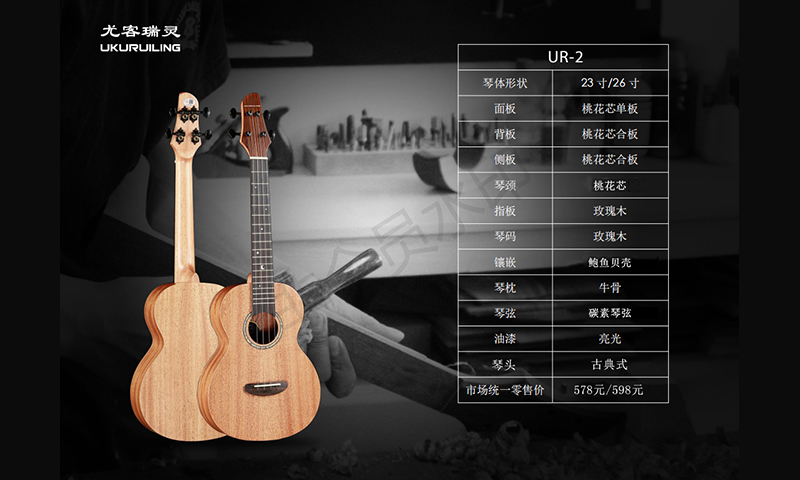 尤客瑞灵
UKURUILING
UR-2
琴体形状 23寸/26寸
面板 桃花芯单板
背板 桃花芯合板
侧板 桃花芯合板
琴颈 桃花芯
指板 玫瑰木
琴码 玫瑰木
镶嵌 鲍鱼贝壳
琴枕 牛骨
琴弦 碳素琴弦
油漆 亮光
琴头 古典式
市场统一零售价 578元/598元